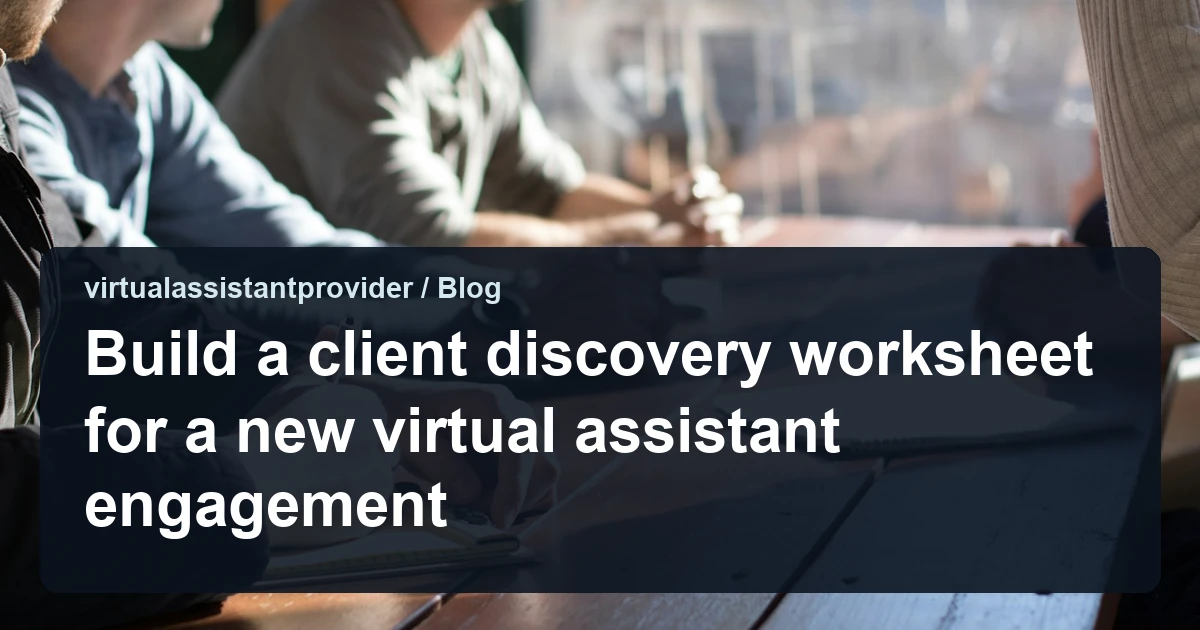 virtualassistantprovider / Blog
Build a client discovery worksheet
for a new virtual assistant
engagement